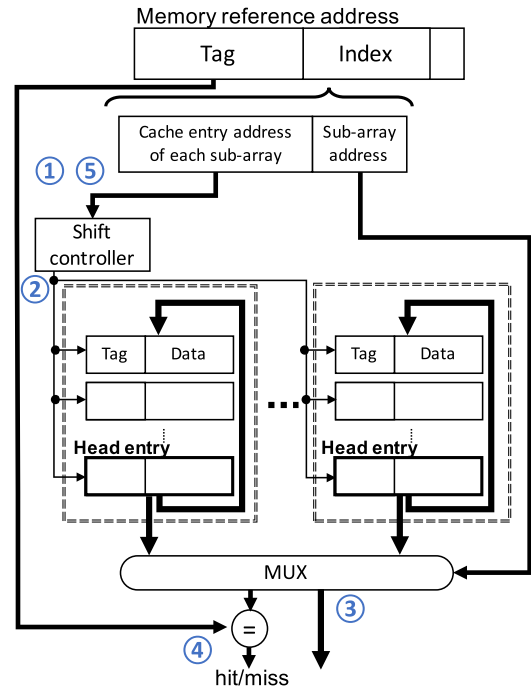 Memory reference address
Tag
Index
Cache entry address
of each sub-array
Sub-array
address
① ⑤
Shift
controller
②
Tag
Data
Tag
Data
...
Head entry
Head entry
MUX
③
=
④
hit/miss